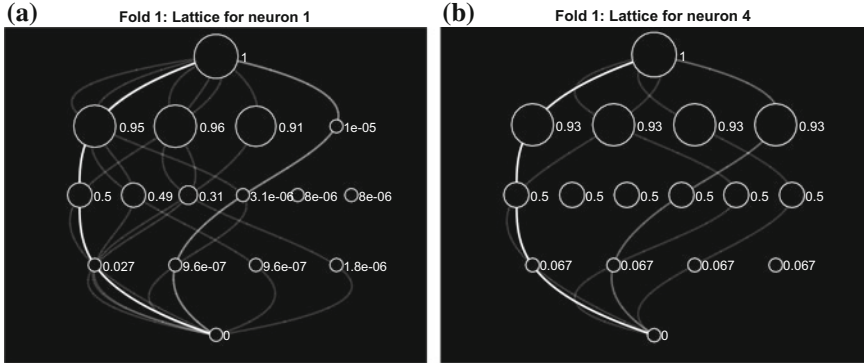 (a) Fold 1: Lattice for neuron 1
1
0.95 0.96 0.91 1e-05
0.5 0.49 0.31 3.1e-06 8e-06 8e-06
0.027 9.6e-07 9.6e-07 1.8e-06
0
(b) Fold 1: Lattice for neuron 4
1
0.93 0.93 0.93 0.93
0.5 0.5 0.5 0.5 0.5 0.5
0.067 0.067 0.067 0.067
0